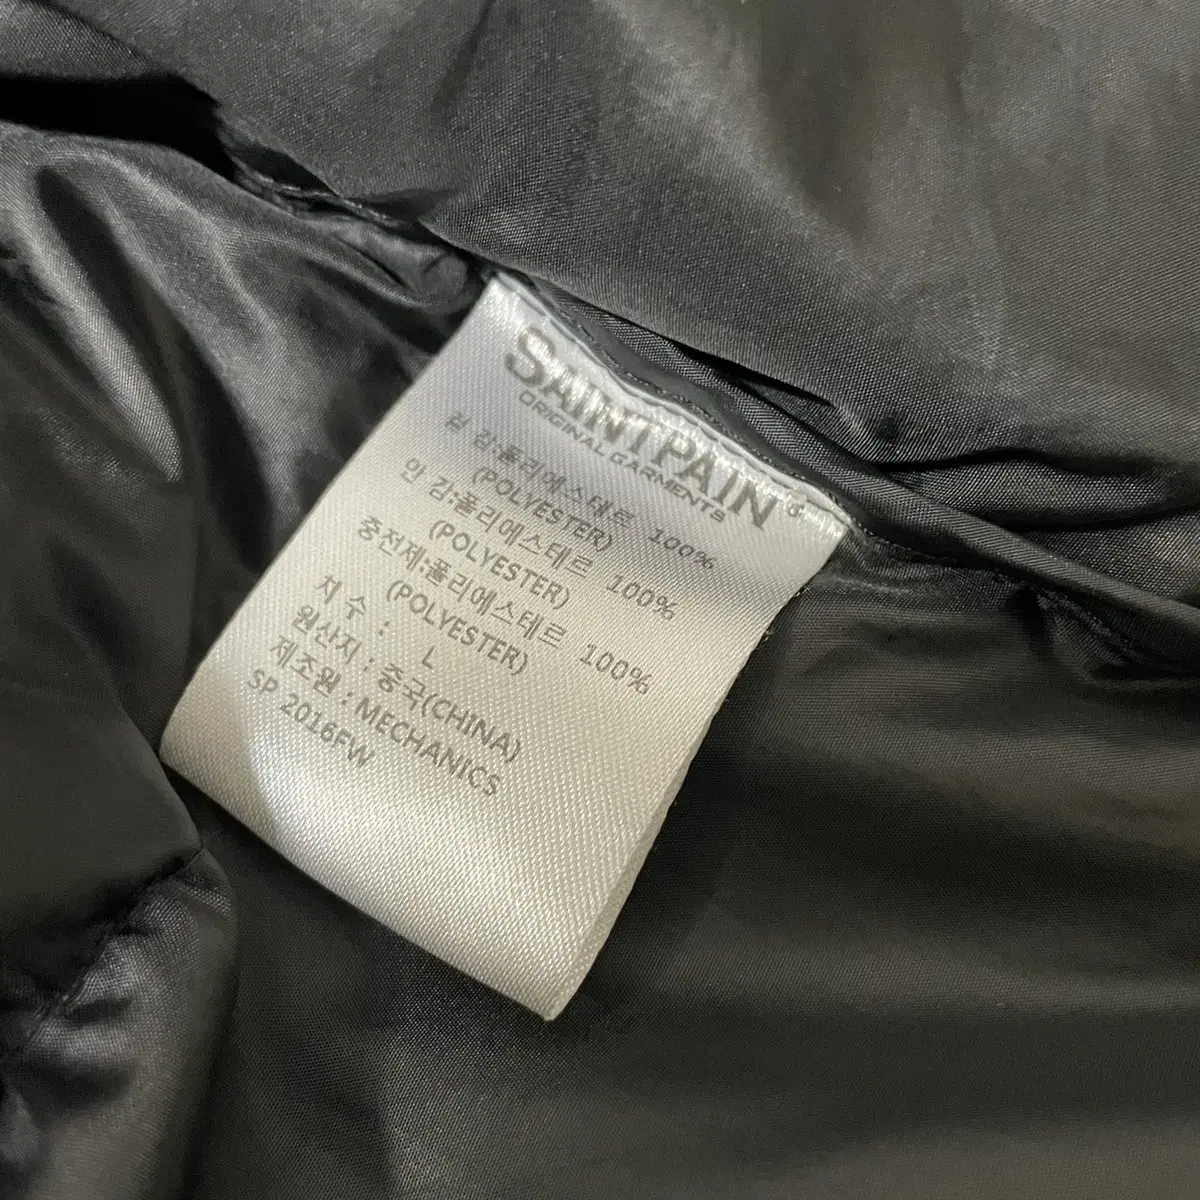 SAINTPAIN®
ORIGINAL GARMENTS
겉 감:폴리에스테르 100%
(POLYESTER)
안 감:폴리에스테르 100%
(POLYESTER)
충전재:폴리에스테르 100%
(POLYESTER)
치 수 : L
원산지 : 중국(CHINA)
제조원 : MECHANICS
SP 2016FW